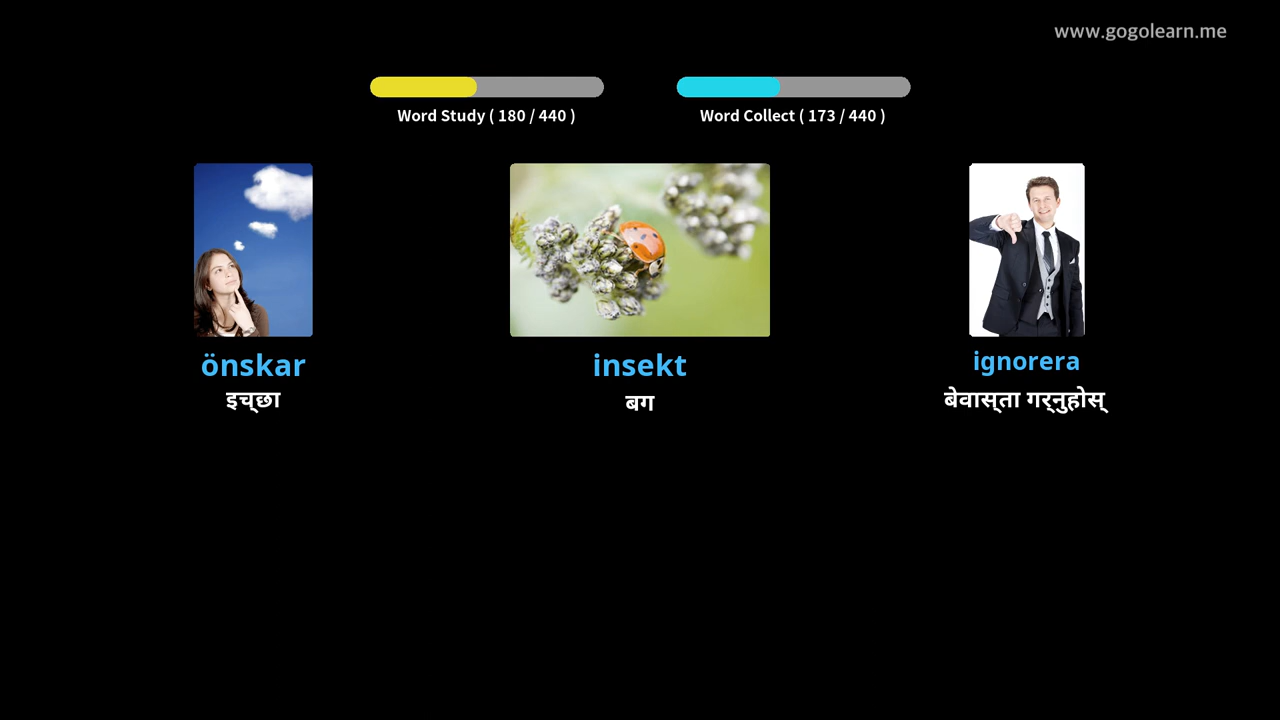 www.gogolearn.me
Word Study ( 180 / 440 )
Word Collect ( 173 / 440 )
önskar
इच्छा
insekt
बग
ignorera
बेवास्ता गर्नुहोस्